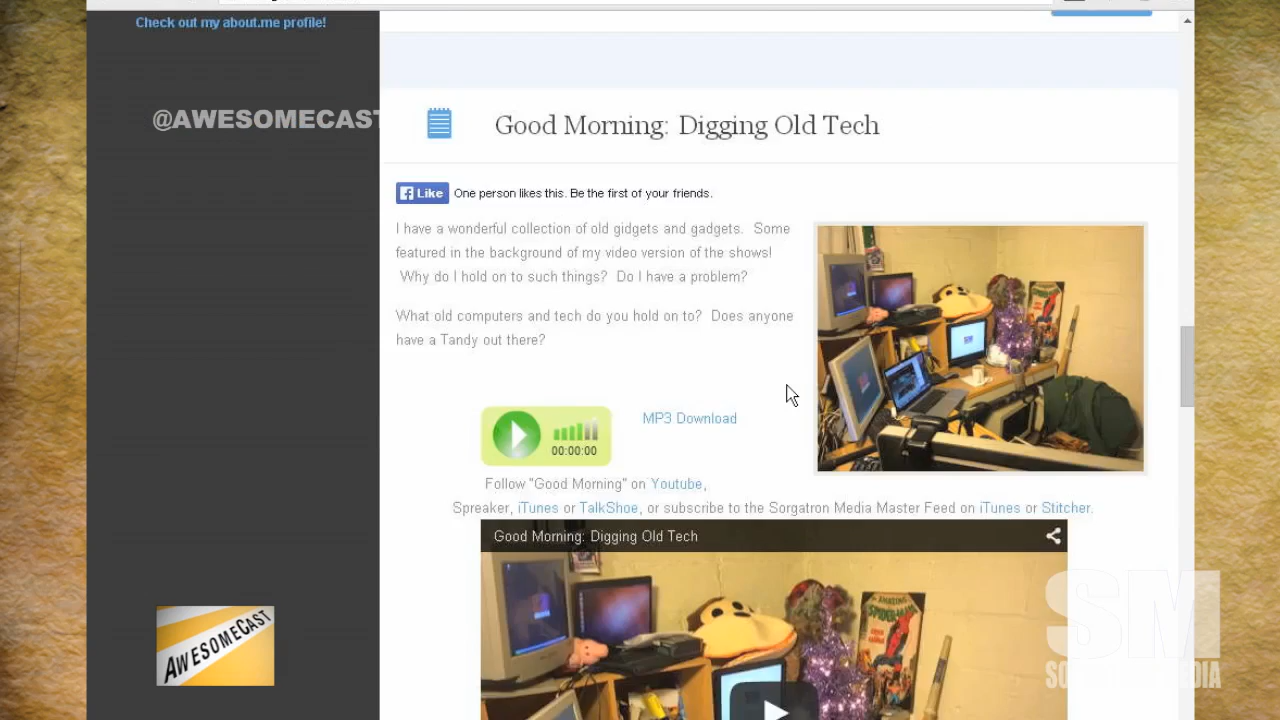 Check out my about.me profile!
@AWESOMECAST
Good Morning: Digging Old Tech
Like One person likes this. Be the first of your friends.
I have a wonderful collection of old gidgets and gadgets. Some
featured in the background of my video version of the shows!
Why do I hold on to such things? Do I have a problem?
What old computers and tech do you hold on to? Does anyone
have a Tandy out there?
MP3 Download
00:00:00
Follow "Good Morning" on Youtube,
Spreaker, iTunes or TalkShoe, or subscribe to the Sorgatron Media Master Feed on iTunes or Stitcher.
Good Morning: Digging Old Tech
AMAZING
SPIDER-MAN
AWESOMECAST
SM